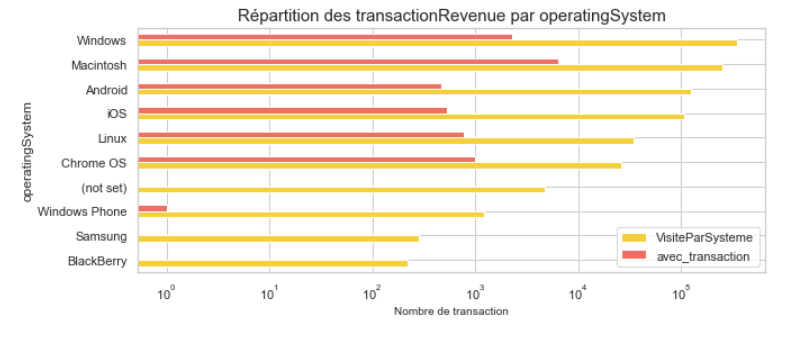 Répartition des transactionRevenue par operatingSystem
operatingSystem
Windows
Macintosh
Android
iOS
Linux
Chrome OS
(not set)
Windows Phone
Samsung
BlackBerry
VisiteParSysteme
avec_transaction
10⁰ 10¹ 10² 10³ 10⁴ 10⁵
Nombre de transaction